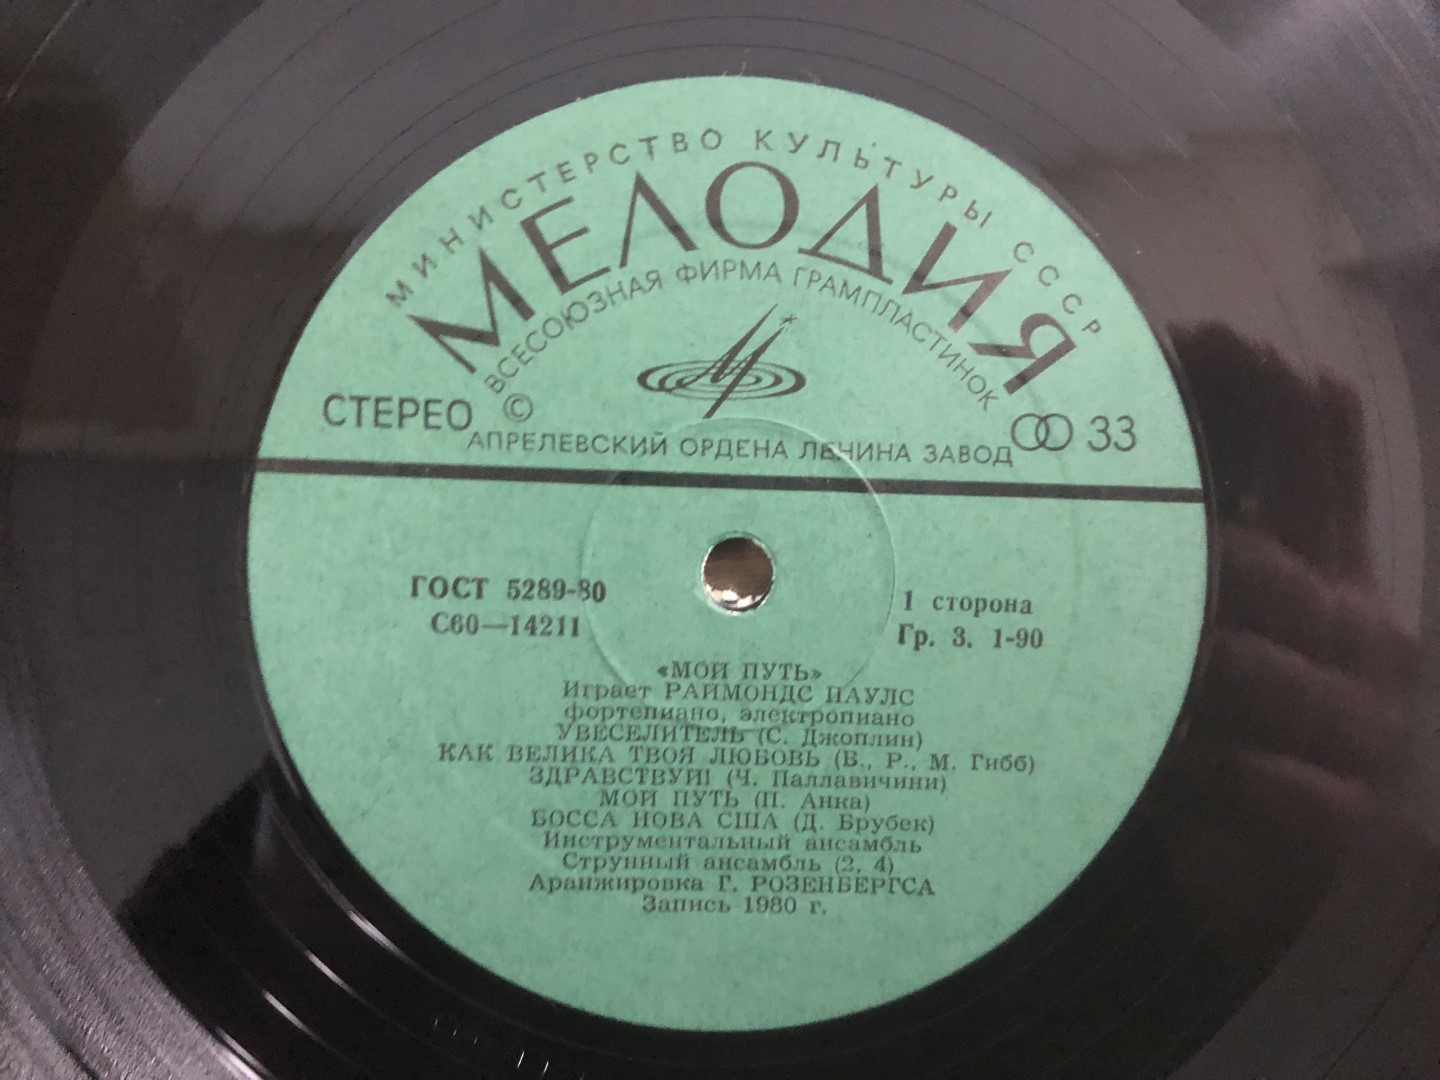 МИНИСТЕРСТВО КУЛЬТУРЫ СССР
МЕЛОДИЯ
ВСЕСОЮЗНАЯ ФИРМА ГРАМПЛАСТИНОК
СТЕРЕО © 33
АПРЕЛЕВСКИЙ ОРДЕНА ЛЕНИНА ЗАВОД
ГОСТ 5289-80
С60—14211
1 сторона
Гр. 3. 1-90
«МОЙ ПУТЬ»
Играет РАЙМОНДС ПАУЛС
фортепиано, электропиано
УВЕСЕЛИТЕЛЬ (С. Джоплин)
КАК ВЕЛИКА ТВОЯ ЛЮБОВЬ (Б., Р., М. Гибб)
ЗДРАВСТВУЙ! (Ч. Паллавичини)
МОЙ ПУТЬ (П. Анка)
БОССА НОВА США (Д. Брубек)
Инструментальный ансамбль
Струнный ансамбль (2, 4)
Аранжировка Г. РОЗЕНБЕРГСА
Запись 1980 г.